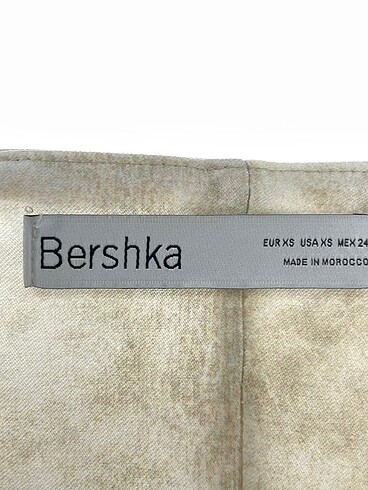 Bershka
EUR XS USA XS MEX 24
MADE IN MOROCCO